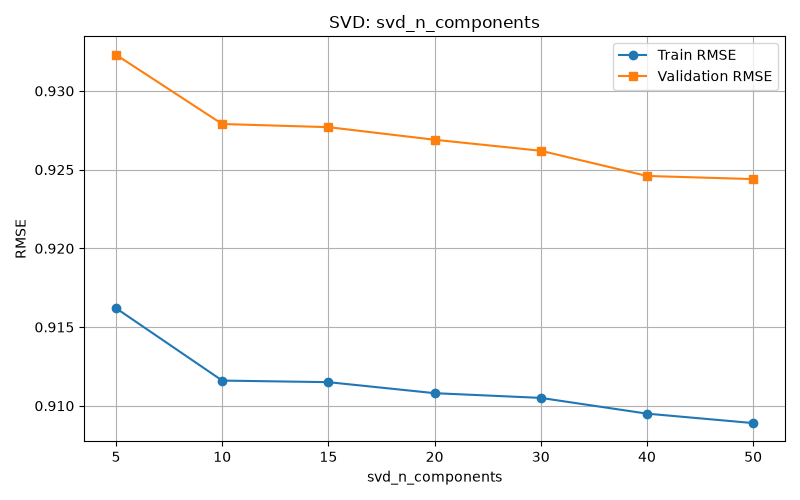 SVD: svd_n_components
Train RMSE
Validation RMSE
RMSE
0.930
0.925
0.920
0.915
0.910
5 10 15 20 30 40 50
svd_n_components